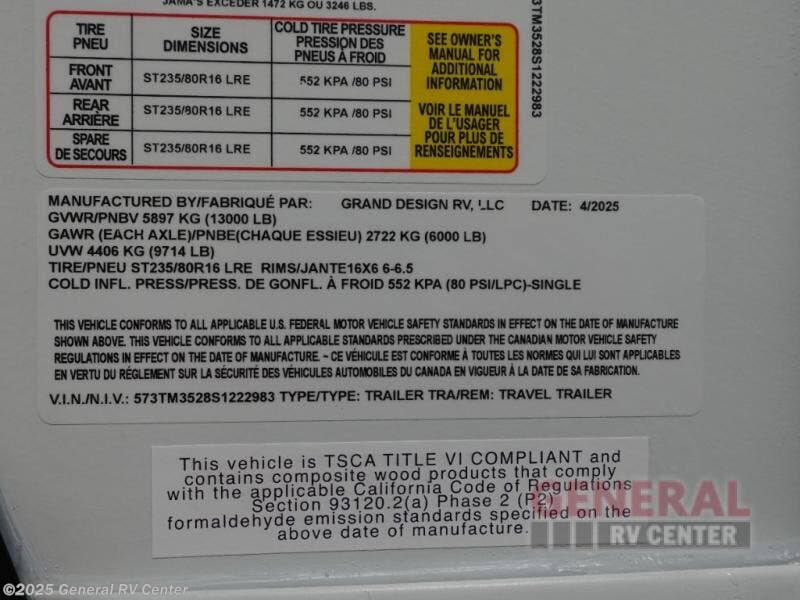 JAMA'S EXCEDER 1472 KG OU 3246 LBS.
TIRE
PNEU
SIZE
DIMENSIONS
COLD TIRE PRESSURE
PRESSION DES
PNEUS À FROID
SEE OWNER'S
MANUAL FOR
ADDITIONAL
INFORMATION
VOIR LE MANUEL
DE L'USAGER
POUR PLUS DE
RENSEIGNEMENTS
FRONT
AVANT
ST235/80R16 LRE
552 KPA /80 PSI
REAR
ARRIÈRE
ST235/80R16 LRE
552 KPA /80 PSI
SPARE
DE SECOURS
ST235/80R16 LRE
552 KPA /80 PSI
3TM3528S1222983
MANUFACTURED BY/FABRIQUÉ PAR: GRAND DESIGN RV, LLC DATE: 4/2025
GVWR/PNBV 5897 KG (13000 LB)
GAWR (EACH AXLE)/PNBE(CHAQUE ESSIEU) 2722 KG (6000 LB)
UVW 4406 KG (9714 LB)
TIRE/PNEU ST235/80R16 LRE RIMS/JANTE16X6 6-6.5
COLD INFL. PRESS/PRESS. DE GONFL. À FROID 552 KPA (80 PSI/LPC)-SINGLE
THIS VEHICLE CONFORMS TO ALL APPLICABLE U.S. FEDERAL MOTOR VEHICLE SAFETY STANDARDS IN EFFECT ON THE DATE OF MANUFACTURE
SHOWN ABOVE. THIS VEHICLE CONFORMS TO ALL APPLICABLE STANDARDS PRESCRIBED UNDER THE CANADIAN MOTOR VEHICLE SAFETY
REGULATIONS IN EFFECT ON THE DATE OF MANUFACTURE. ~ CE VÉHICULE EST CONFORME À TOUTES LES NORMES QUI LUI SONT APPLICABLES
EN VERTU DU RÉGLEMENT SUR LA SÉCURITÉ DES VÉHICULES AUTOMOBILES DU CANADA EN VIGUEUR À LA DATE DE SA FABRICATION.
V.I.N./N.I.V.: 573TM3528S1222983 TYPE/TYPE: TRAILER TRA/REM: TRAVEL TRAILER
This vehicle is TSCA TITLE VI COMPLIANT and
contains composite wood products that comply
with the applicable California Code of Regulations
Section 93120.2(a) Phase 2 (P2)
formaldehyde emission standards specified on the
above date of manufacture.
GENERAL
RV CENTER
©2025 General RV Center